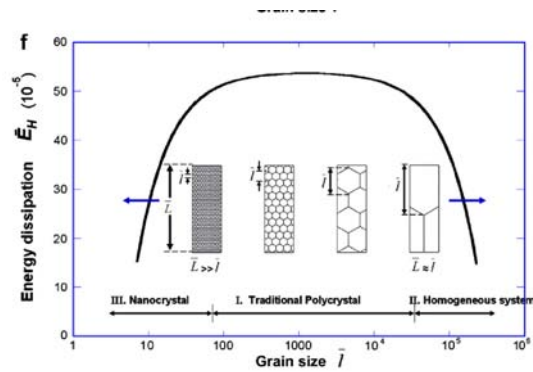 f
60
50
40
30
20
10
0
Energy dissipation Ē_H (10⁻⁵)
l̄
L̄
L̄ >> l̄
l̄
l̄
l̄
L̄ ≈ l̄
III. Nanocrystal
I. Traditional Polycrystal
II. Homogeneous system
1
10
100
1000
10⁴
10⁵
10⁶
Grain size l̄